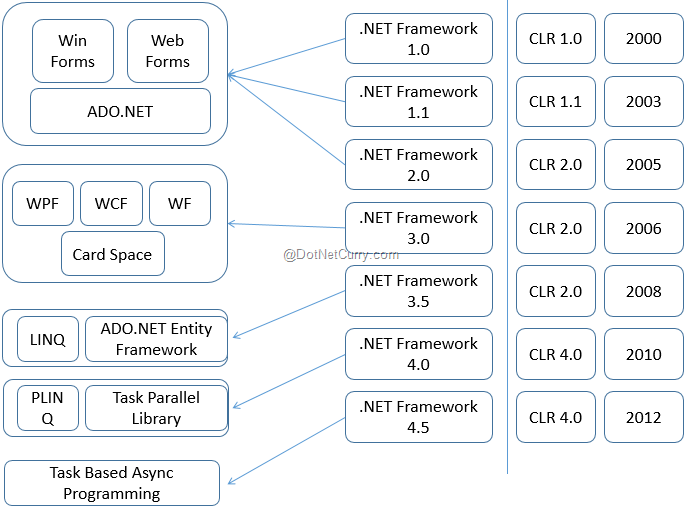 Win
Forms
Web
Forms
ADO.NET
.NET Framework
1.0
CLR 1.0
2000
.NET Framework
1.1
CLR 1.1
2003
.NET Framework
2.0
CLR 2.0
2005
WPF
WCF
WF
Card Space
.NET Framework
3.0
CLR 2.0
2006
@DotNetCurry.com
LINQ
ADO.NET Entity
Framework
.NET Framework
3.5
CLR 2.0
2008
PLIN
Q
Task Parallel
Library
.NET Framework
4.0
CLR 4.0
2010
Task Based Async
Programming
.NET Framework
4.5
CLR 4.0
2012